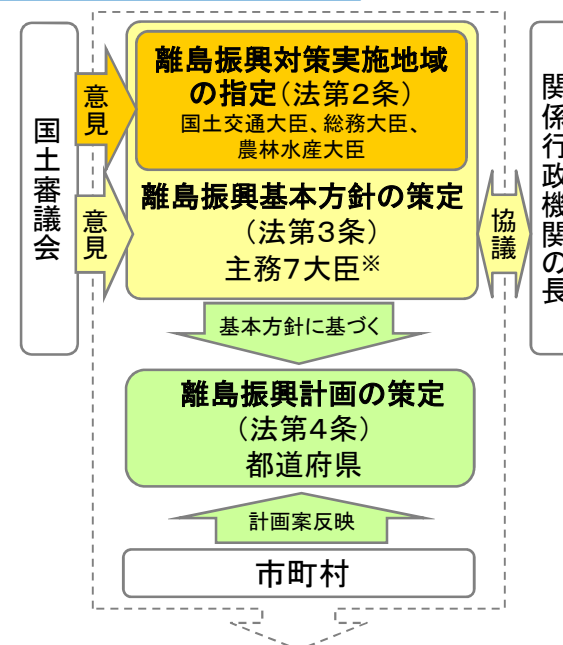 国土審議会
意見
意見
離島振興対策実施地域
の指定(法第2条)
国土交通大臣、総務大臣、
農林水産大臣
離島振興基本方針の策定
(法第3条)
主務7大臣※
協議
関係行政機関の長
基本方針に基づく
離島振興計画の策定
(法第4条)
都道府県
計画案反映
市町村